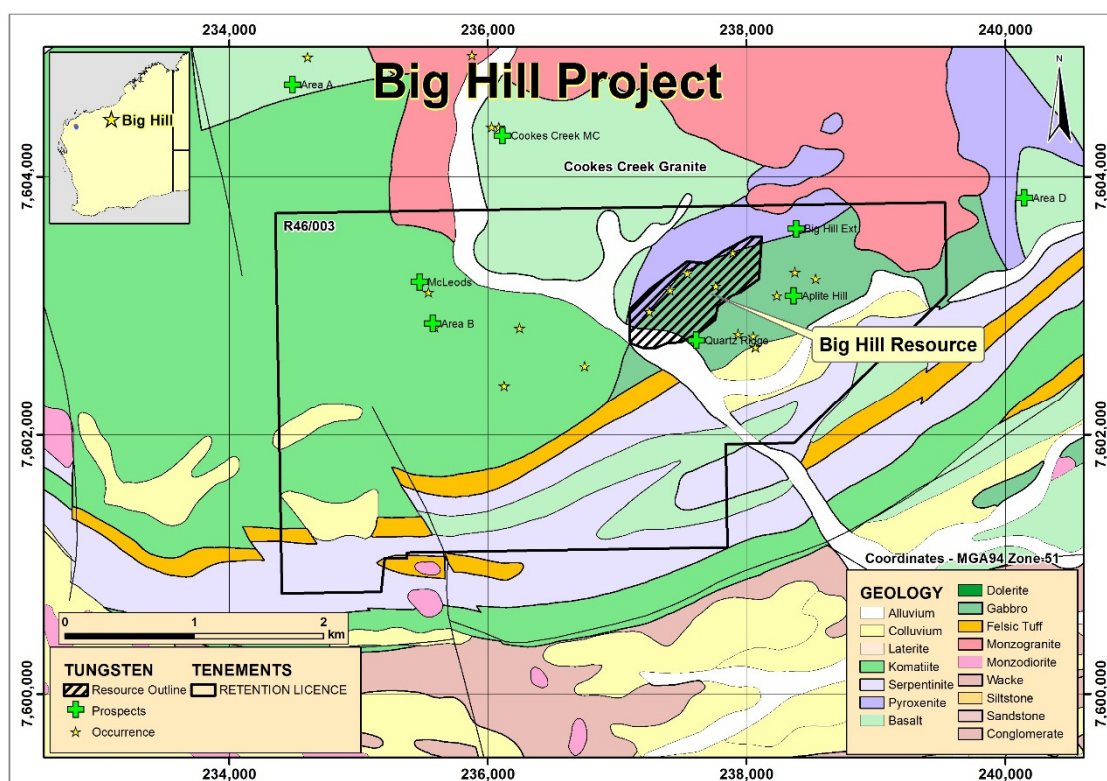 234,000 236,000 238,000 240,000
Big Hill Project
N
Big Hill
Area A
Cookes Creek MC
Cookes Creek Granite
7,604,000 7,604,000
Area D
R46/003
Big Hill Ext
McLeods
Aplite Hill
Area B
Quartz Ridge
Big Hill Resource
7,602,000 7,602,000
Coordinates - MGA94 Zone-51
0 1 2
km
TUNGSTEN TENEMENTS
Resource Outline RETENTION LICENCE
Prospects
Occurrence
GEOLOGY
Alluvium
Colluvium
Laterite
Komatiite
Serpentinite
Pyroxenite
Basalt
Dolerite
Gabbro
Felsic Tuff
Monzogranite
Monzodiorite
Wacke
Siltstone
Sandstone
Conglomerate
7,600,000 7,600,000
234,000 236,000 238,000 240,000